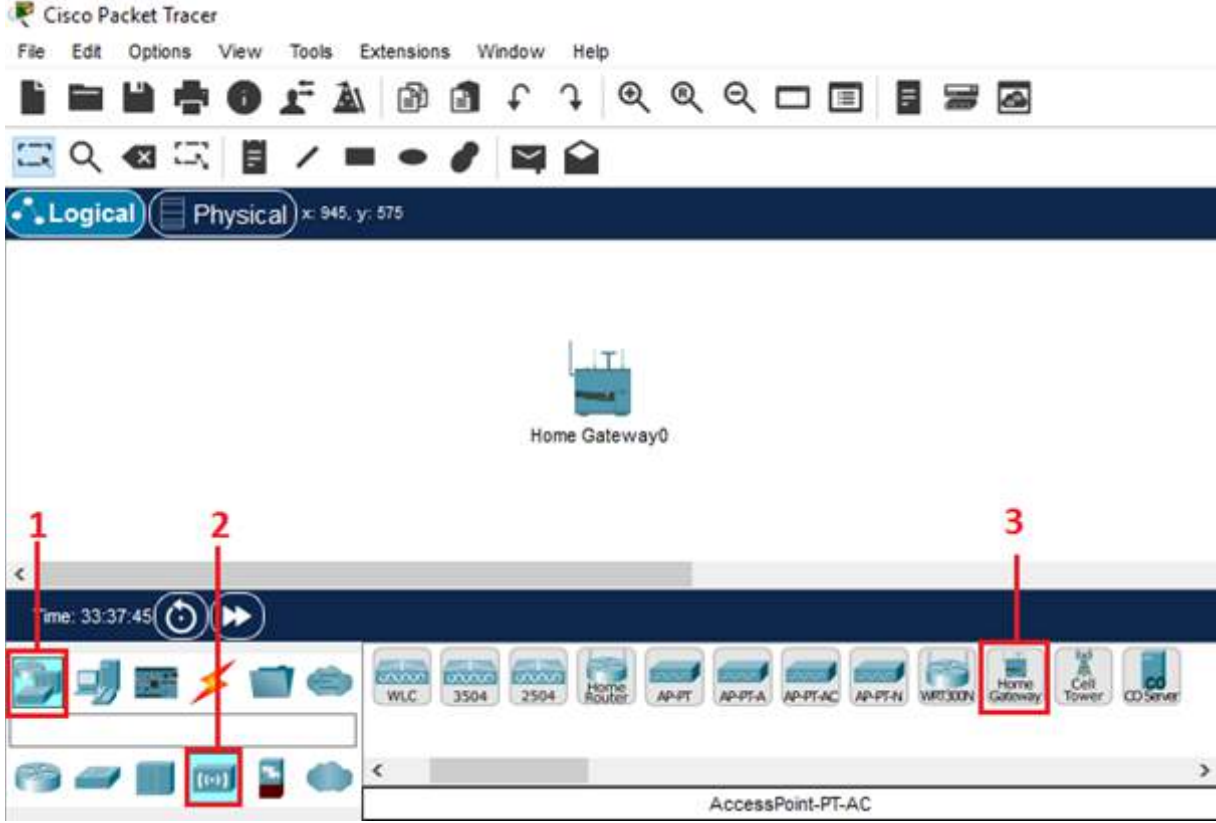 Cisco Packet Tracer
File Edit Options View Tools Extensions Window Help
Logical Physical x: 945, y: 575
Home Gateway0
1 2 3
Time: 33:37:45
WLC 3504 2504 Home Router AP-PT AP-PT-A AP-PT-AC AP-PT-N WRT300N Home Gateway Cell Tower CO Server
AccessPoint-PT-AC